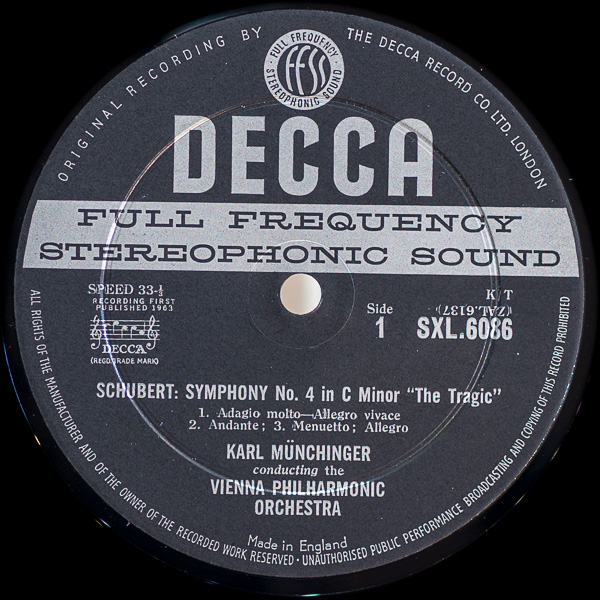 ORIGINAL RECORDING BY THE DECCA RECORD CO. LTD. LONDON
· FULL FREQUENCY · STEREOPHONIC SOUND
FFSS
DECCA
FULL FREQUENCY
STEREOPHONIC SOUND
SPEED 33⅓
RECORDING FIRST
PUBLISHED 1963
DECCA
(REGD. TRADE MARK)
K/T
(ZAL.6137)
Side
1
SXL.6086
SCHUBERT: SYMPHONY No. 4 in C Minor "The Tragic"
1. Adagio molto—Allegro vivace
2. Andante; 3. Menuetto; Allegro
KARL MÜNCHINGER
conducting the
VIENNA PHILHARMONIC
ORCHESTRA
Made in England
ALL RIGHTS OF THE MANUFACTURER AND OF THE OWNER OF THE RECORDED WORK RESERVED · UNAUTHORISED PUBLIC PERFORMANCE BROADCASTING AND COPYING OF THIS RECORD PROHIBITED